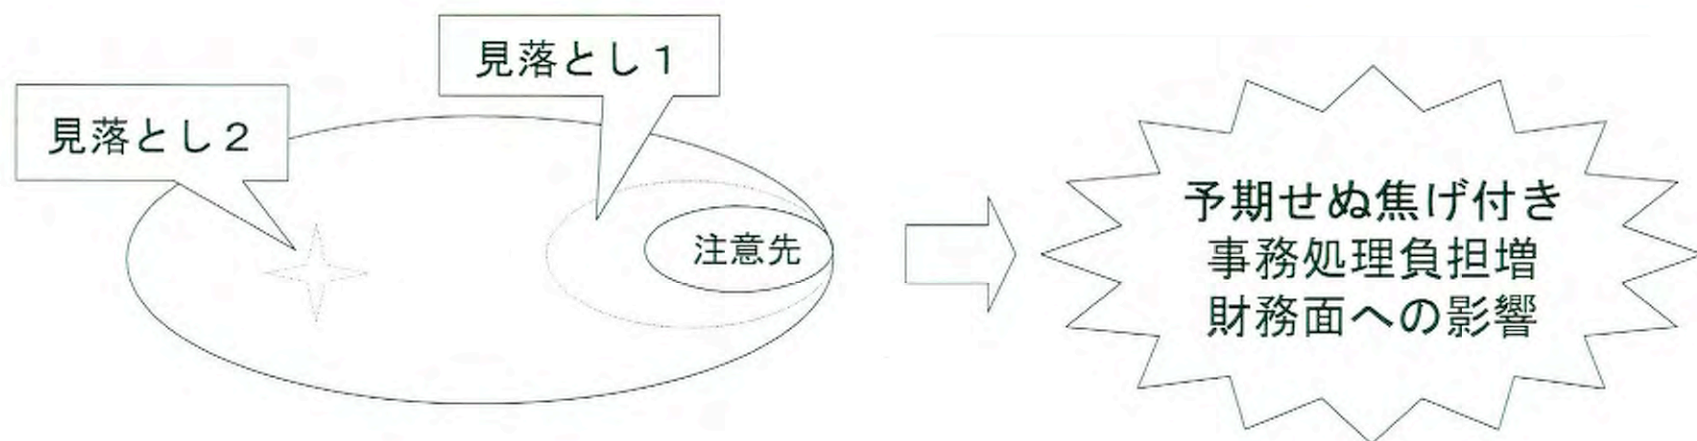 見落とし1
見落とし2
注意先
予期せぬ焦げ付き
事務処理負担増
財務面への影響